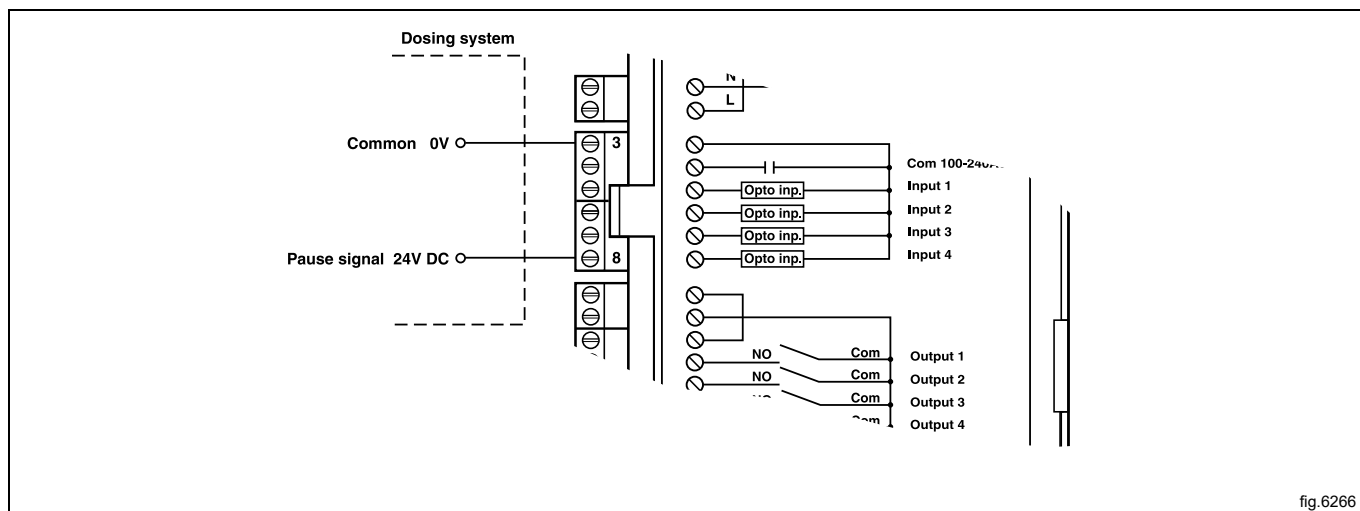 Dosing system
N
L
Common 0V
3
Com
Input 1
Opto inp.
Input 2
Opto inp.
Input 3
Opto inp.
Input 4
Opto inp.
Pause signal 24V DC
8
NO Com Output 1
NO Com Output 2
Com Output 3
Com Output 4
fig.6266